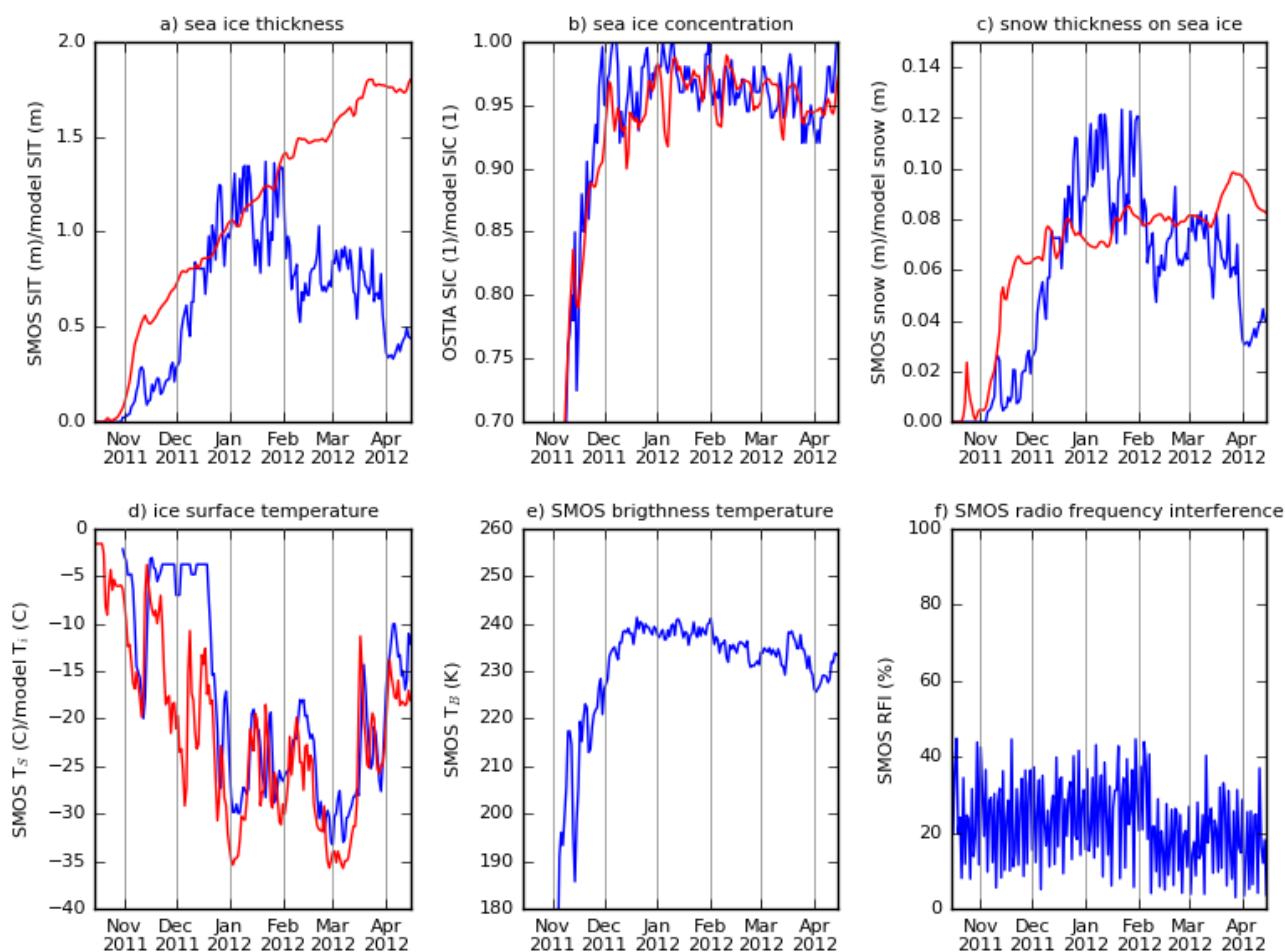 a) sea ice thickness
SMOS SIT (m)/model SIT (m)
2.0
1.5
1.0
0.5
0.0
Nov 2011
Dec 2011
Jan 2012
Feb 2012
Mar 2012
Apr 2012
b) sea ice concentration
OSTIA SIC (1)/model SIC (1)
1.00
0.95
0.90
0.85
0.80
0.75
0.70
Nov 2011
Dec 2011
Jan 2012
Feb 2012
Mar 2012
Apr 2012
c) snow thickness on sea ice
SMOS snow (m)/model snow (m)
0.14
0.12
0.10
0.08
0.06
0.04
0.02
0.00
Nov 2011
Dec 2011
Jan 2012
Feb 2012
Mar 2012
Apr 2012
d) ice surface temperature
SMOS T_S (C)/model T_i (C)
0
−5
−10
−15
−20
−25
−30
−35
−40
Nov 2011
Dec 2011
Jan 2012
Feb 2012
Mar 2012
Apr 2012
e) SMOS brigthness temperature
SMOS T_B (K)
260
250
240
230
220
210
200
190
180
Nov 2011
Dec 2011
Jan 2012
Feb 2012
Mar 2012
Apr 2012
f) SMOS radio frequency interference
SMOS RFI (%)
100
80
60
40
20
0
Nov 2011
Dec 2011
Jan 2012
Feb 2012
Mar 2012
Apr 2012